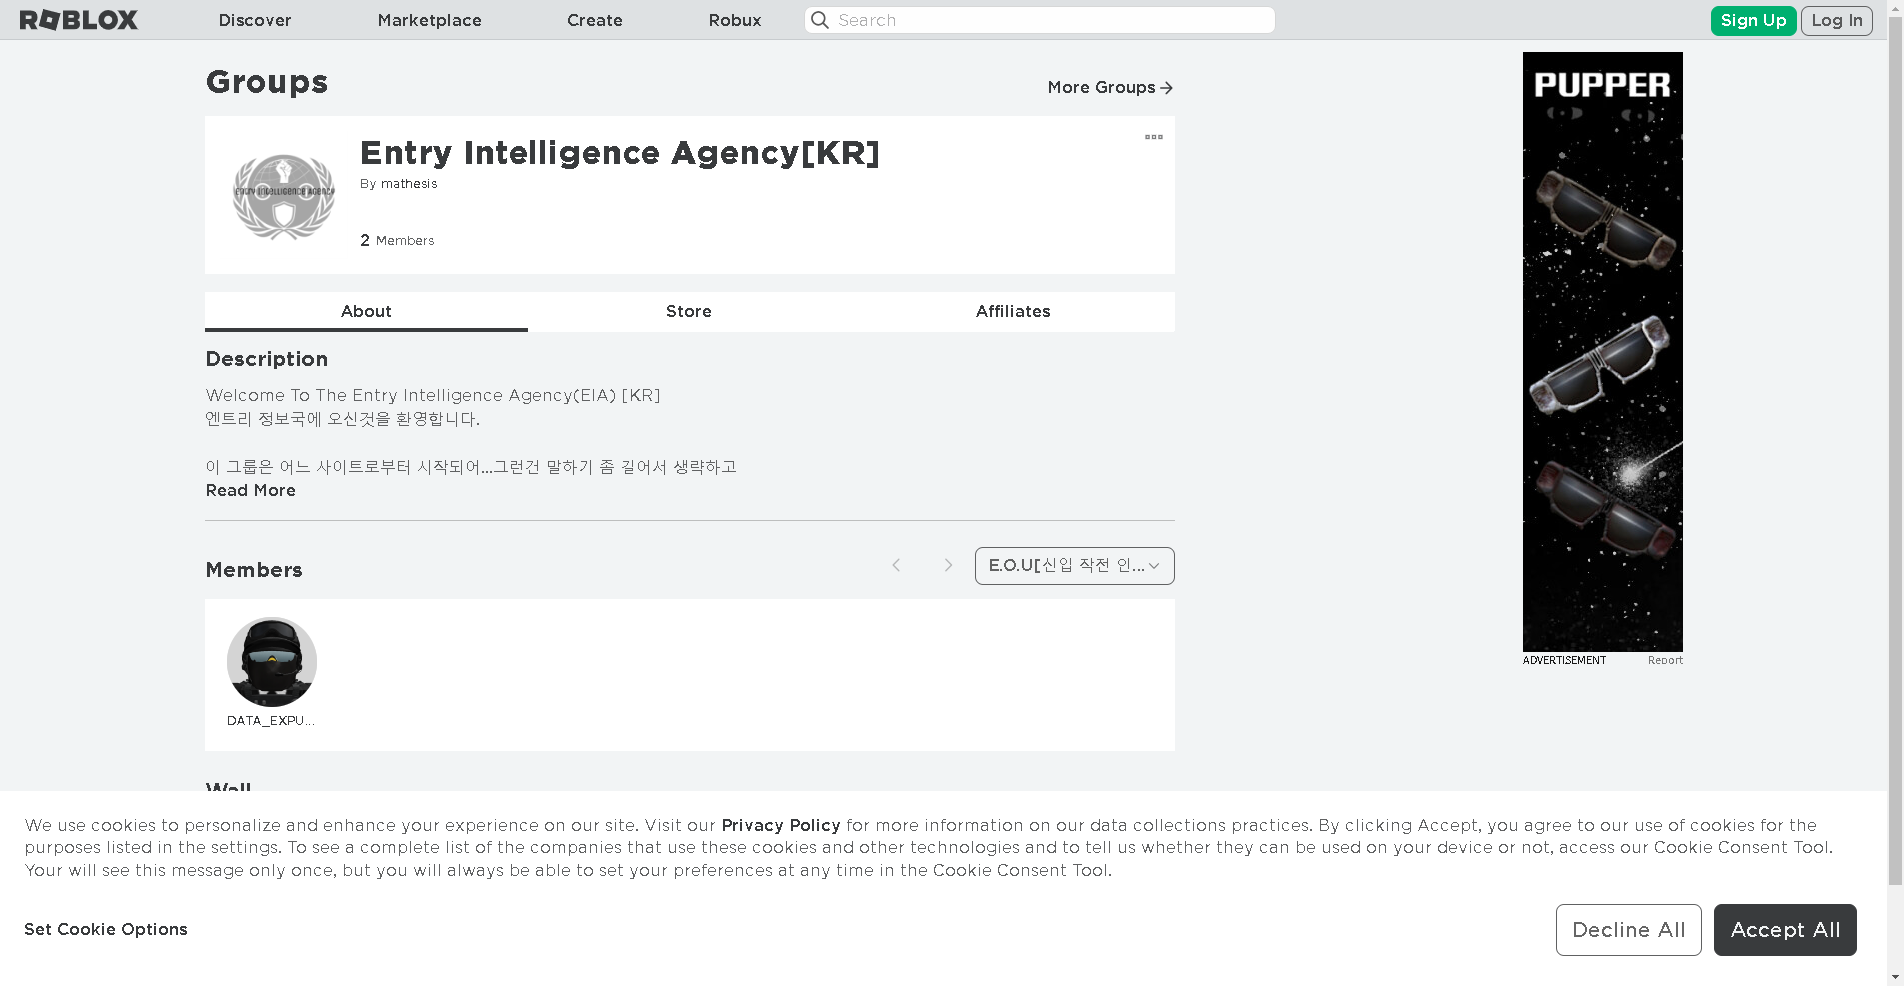 ROBLOX
Discover
Marketplace
Create
Robux
Search
Sign Up
Log In
Groups
More Groups
Entry Intelligence Agency[KR]
By mathesis
2 Members
ENTRY INTELLIGENCE AGENCY
About
Store
Affiliates
Description
Welcome To The Entry Intelligence Agency(EIA) [KR]
엔트리 정보국에 오신것을 환영합니다.
이 그룹은 어느 사이트로부터 시작되어...그런건 말하기 좀 길어서 생략하고
Read More
Members
E.O.U[신입 작전 인...
DATA_EXPU...
Wall
PUPPER
ADVERTISEMENT
Report
We use cookies to personalize and enhance your experience on our site. Visit our Privacy Policy for more information on our data collections practices. By clicking Accept, you agree to our use of cookies for the
purposes listed in the settings. To see a complete list of the companies that use these cookies and other technologies and to tell us whether they can be used on your device or not, access our Cookie Consent Tool.
Your will see this message only once, but you will always be able to set your preferences at any time in the Cookie Consent Tool.
Set Cookie Options
Decline All
Accept All